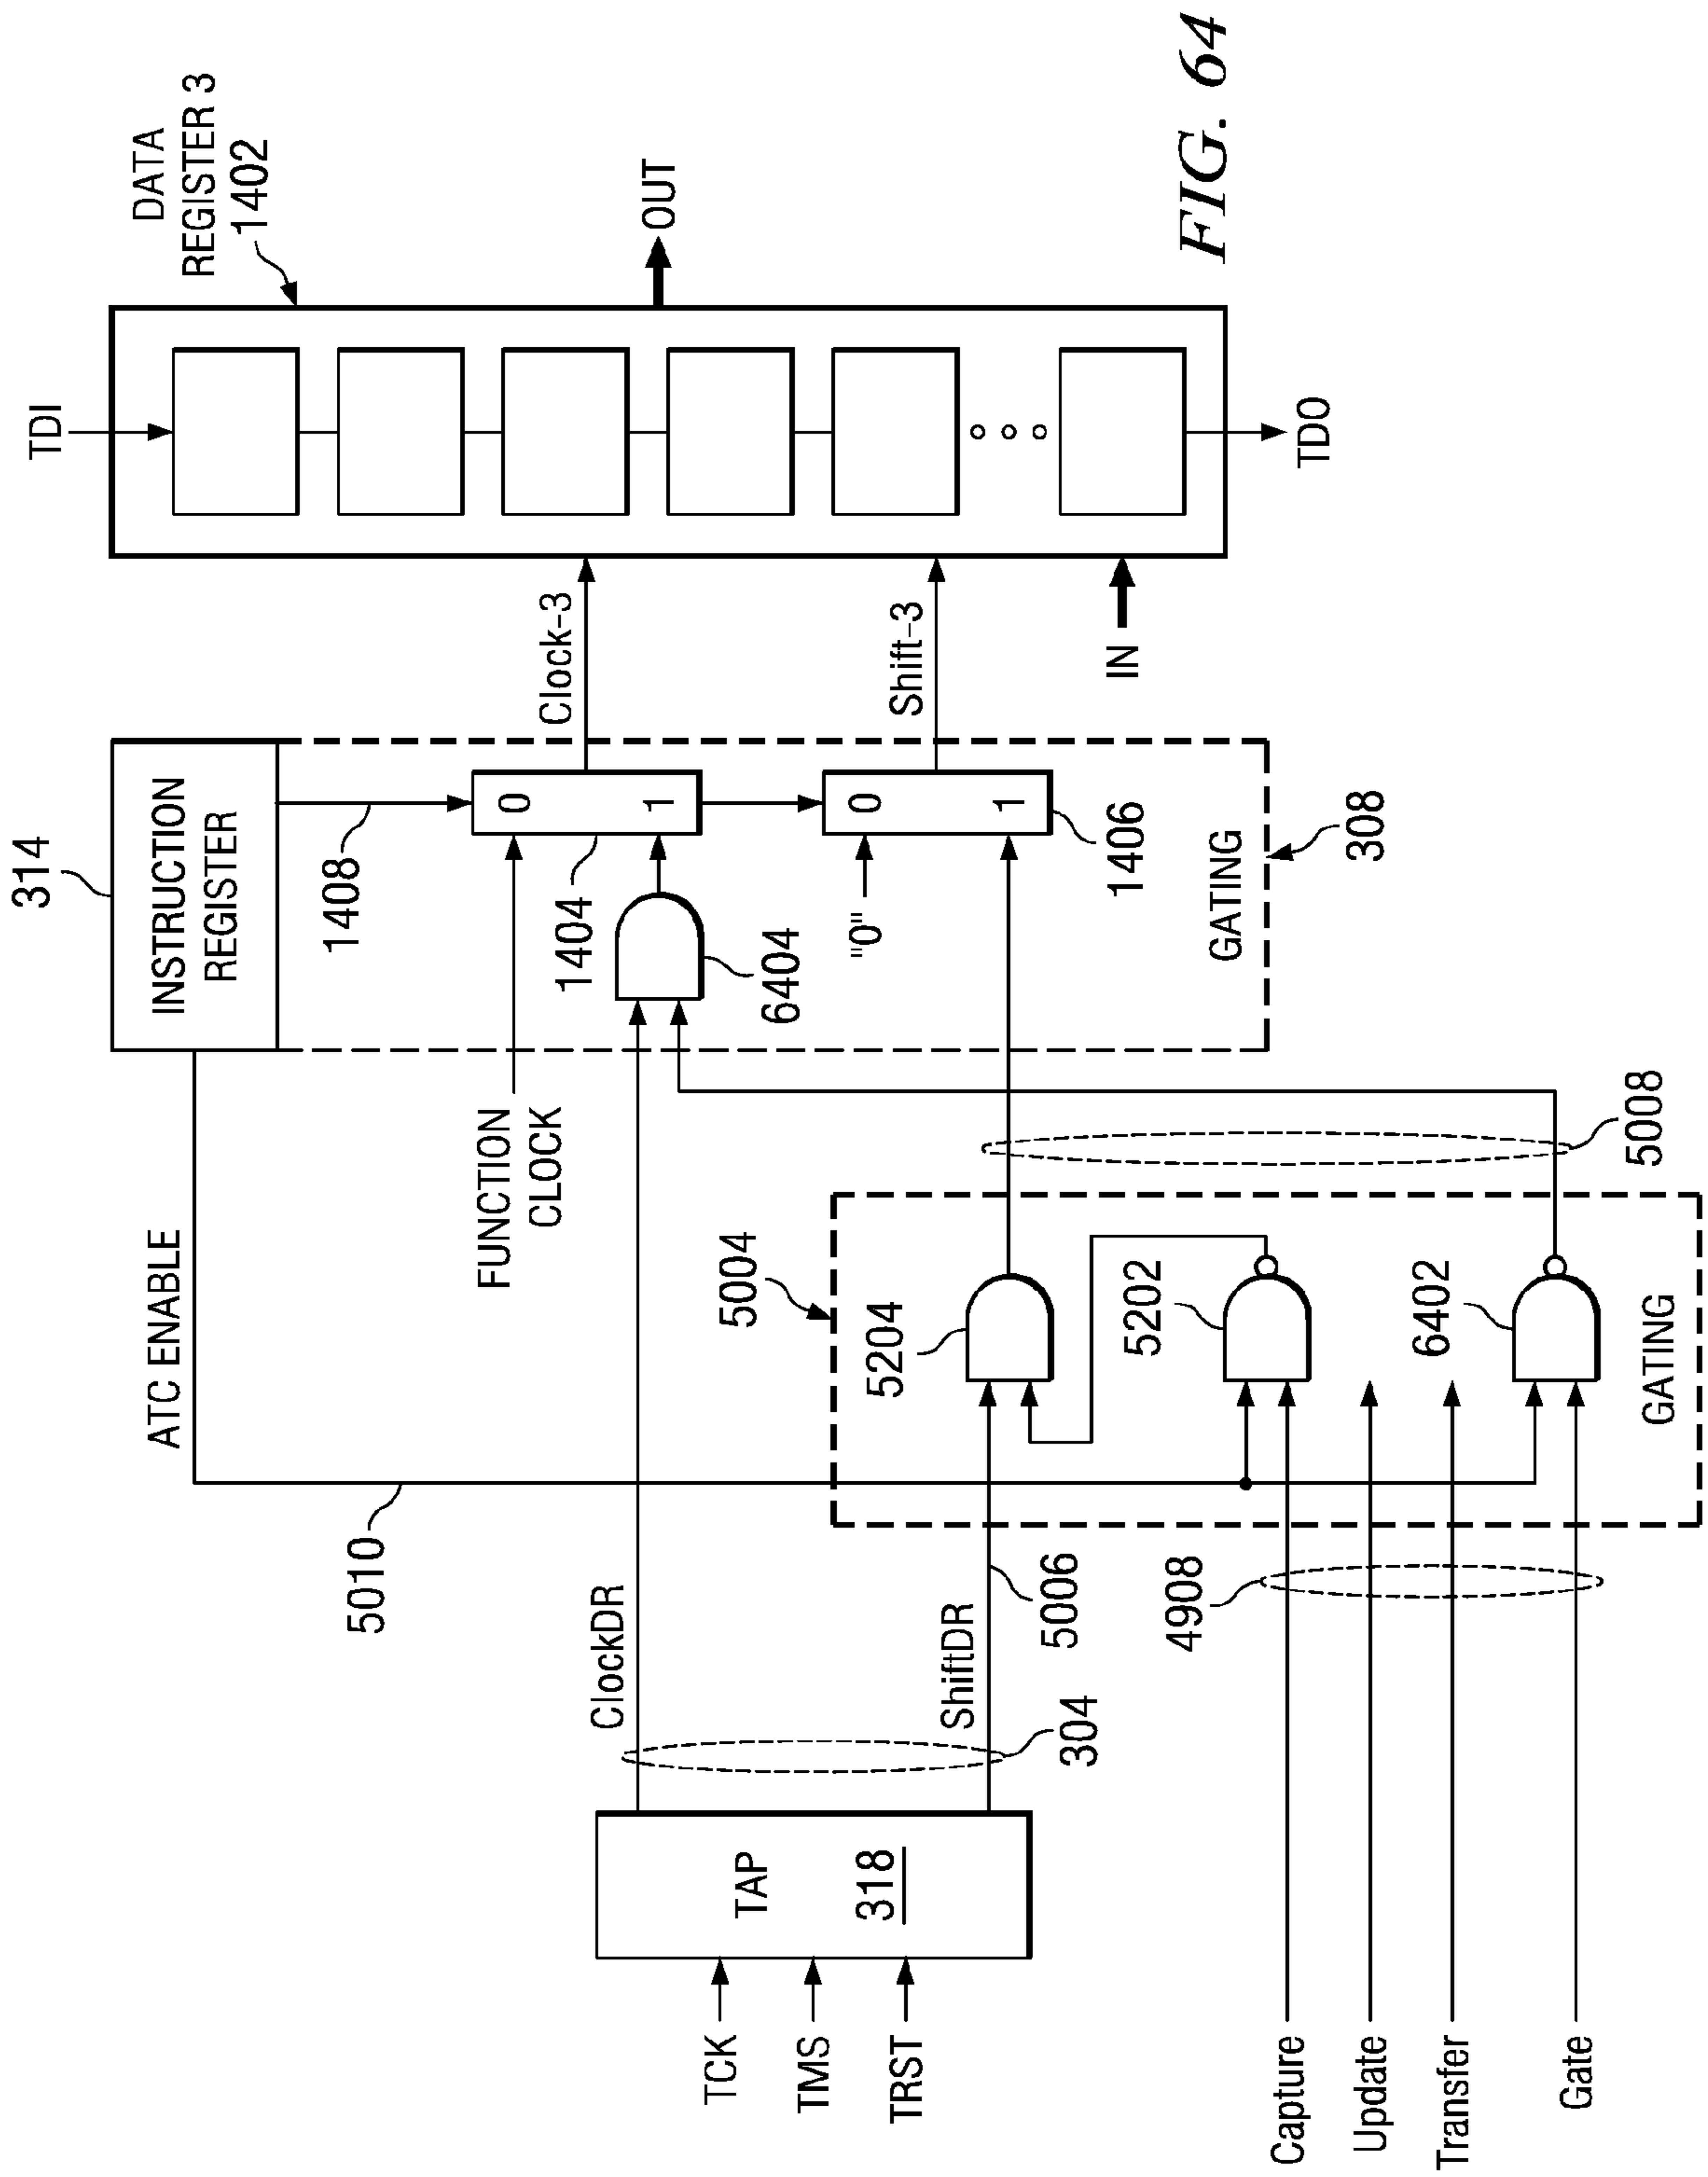 314
INSTRUCTION
REGISTER
ATC ENABLE
5010
1408
0
1
1404
6404
FUNCTION
CLOCK
"0"
0
1
1406
GATING
308
Clock-3
Shift-3
IN
TDI
DATA
REGISTER 3
1402
OUT
TDO
TCK
TMS
TRST
TAP
318
ClockDR
ShiftDR
304
5006
5004
5204
5202
6402
GATING
5008
4908
Capture
Update
Transfer
Gate
FIG. 64